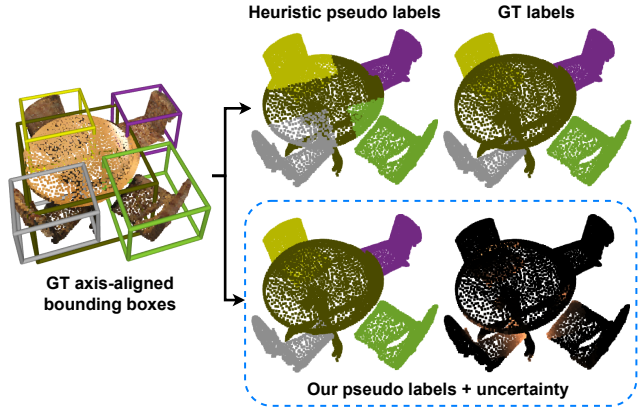 Heuristic pseudo labels
GT labels
GT axis-aligned
bounding boxes
Our pseudo labels + uncertainty